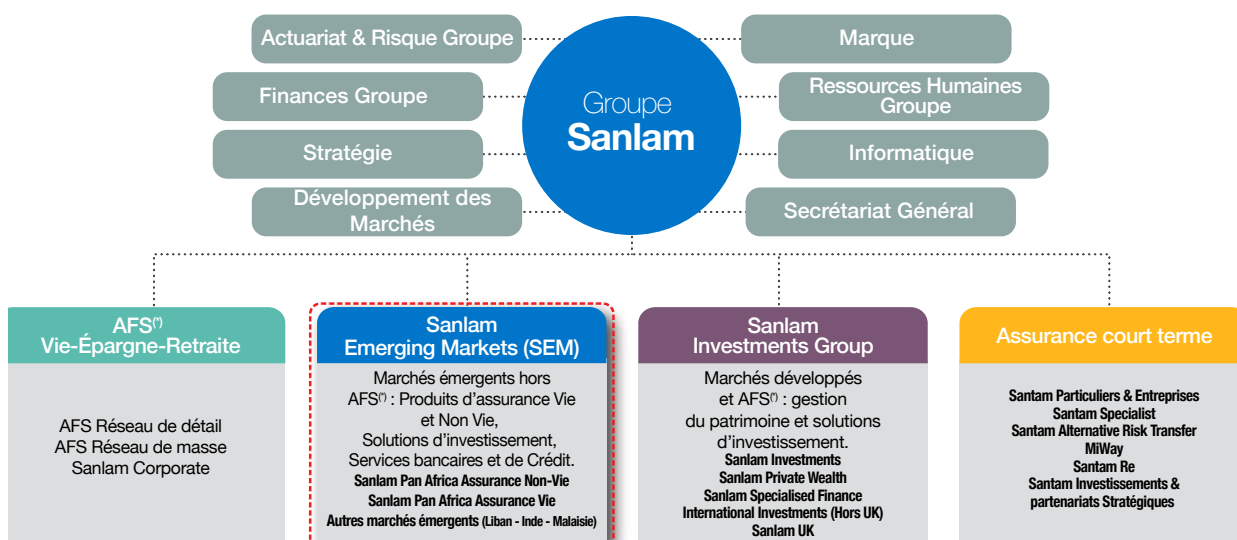 Actuariat & Risque Groupe
Finances Groupe
Stratégie
Développement des
Marchés
Groupe
Sanlam
Marque
Ressources Humaines
Groupe
Informatique
Secrétariat Général
AFS(*)
Vie-Épargne-Retraite
AFS Réseau de détail
AFS Réseau de masse
Sanlam Corporate
Sanlam
Emerging Markets (SEM)
Marchés émergents hors
AFS(*) : Produits d'assurance Vie
et Non Vie,
Solutions d'investissement,
Services bancaires et de Crédit.
Sanlam Pan Africa Assurance Non-Vie
Sanlam Pan Africa Assurance Vie
Autres marchés émergents (Liban - Inde - Malaisie)
Sanlam
Investments Group
Marchés développés
et AFS(*) : gestion
du patrimoine et solutions
d'investissement.
Sanlam Investments
Sanlam Private Wealth
Sanlam Specialised Finance
International Investments (Hors UK)
Sanlam UK
Assurance court terme
Santam Particuliers & Entreprises
Santam Specialist
Santam Alternative Risk Transfer
MiWay
Santam Re
Santam Investissements &
partenariats Stratégiques